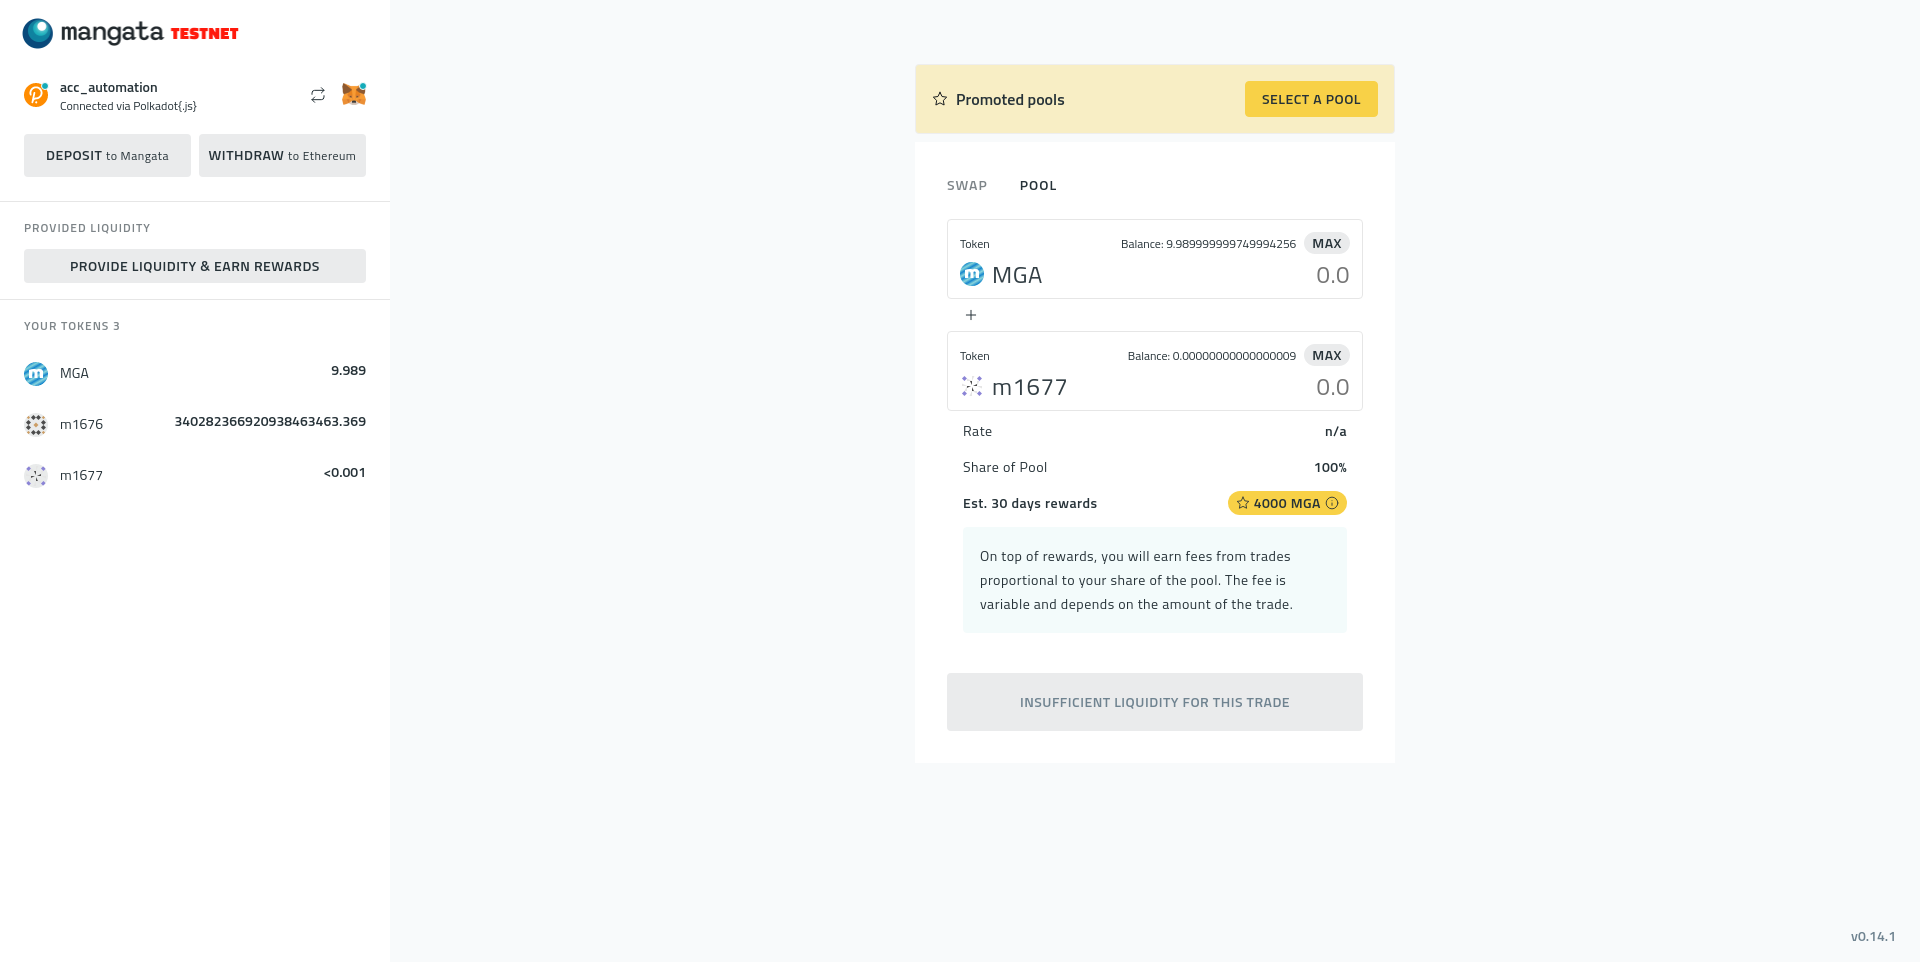 mangata TESTNET
acc_automation
Connected via Polkadot{.js}
DEPOSIT to Mangata
WITHDRAW to Ethereum
PROVIDED LIQUIDITY
PROVIDE LIQUIDITY & EARN REWARDS
YOUR TOKENS 3
MGA 9.989
m1676 340282366920938463463.369
m1677 <0.001
Promoted pools
SELECT A POOL
SWAP POOL
Token Balance: 9.989999999749994256 MAX
MGA 0.0
Token Balance: 0.00000000000000009 MAX
m1677 0.0
Rate n/a
Share of Pool 100%
Est. 30 days rewards 4000 MGA
On top of rewards, you will earn fees from trades
proportional to your share of the pool. The fee is
variable and depends on the amount of the trade.
INSUFFICIENT LIQUIDITY FOR THIS TRADE
v0.14.1